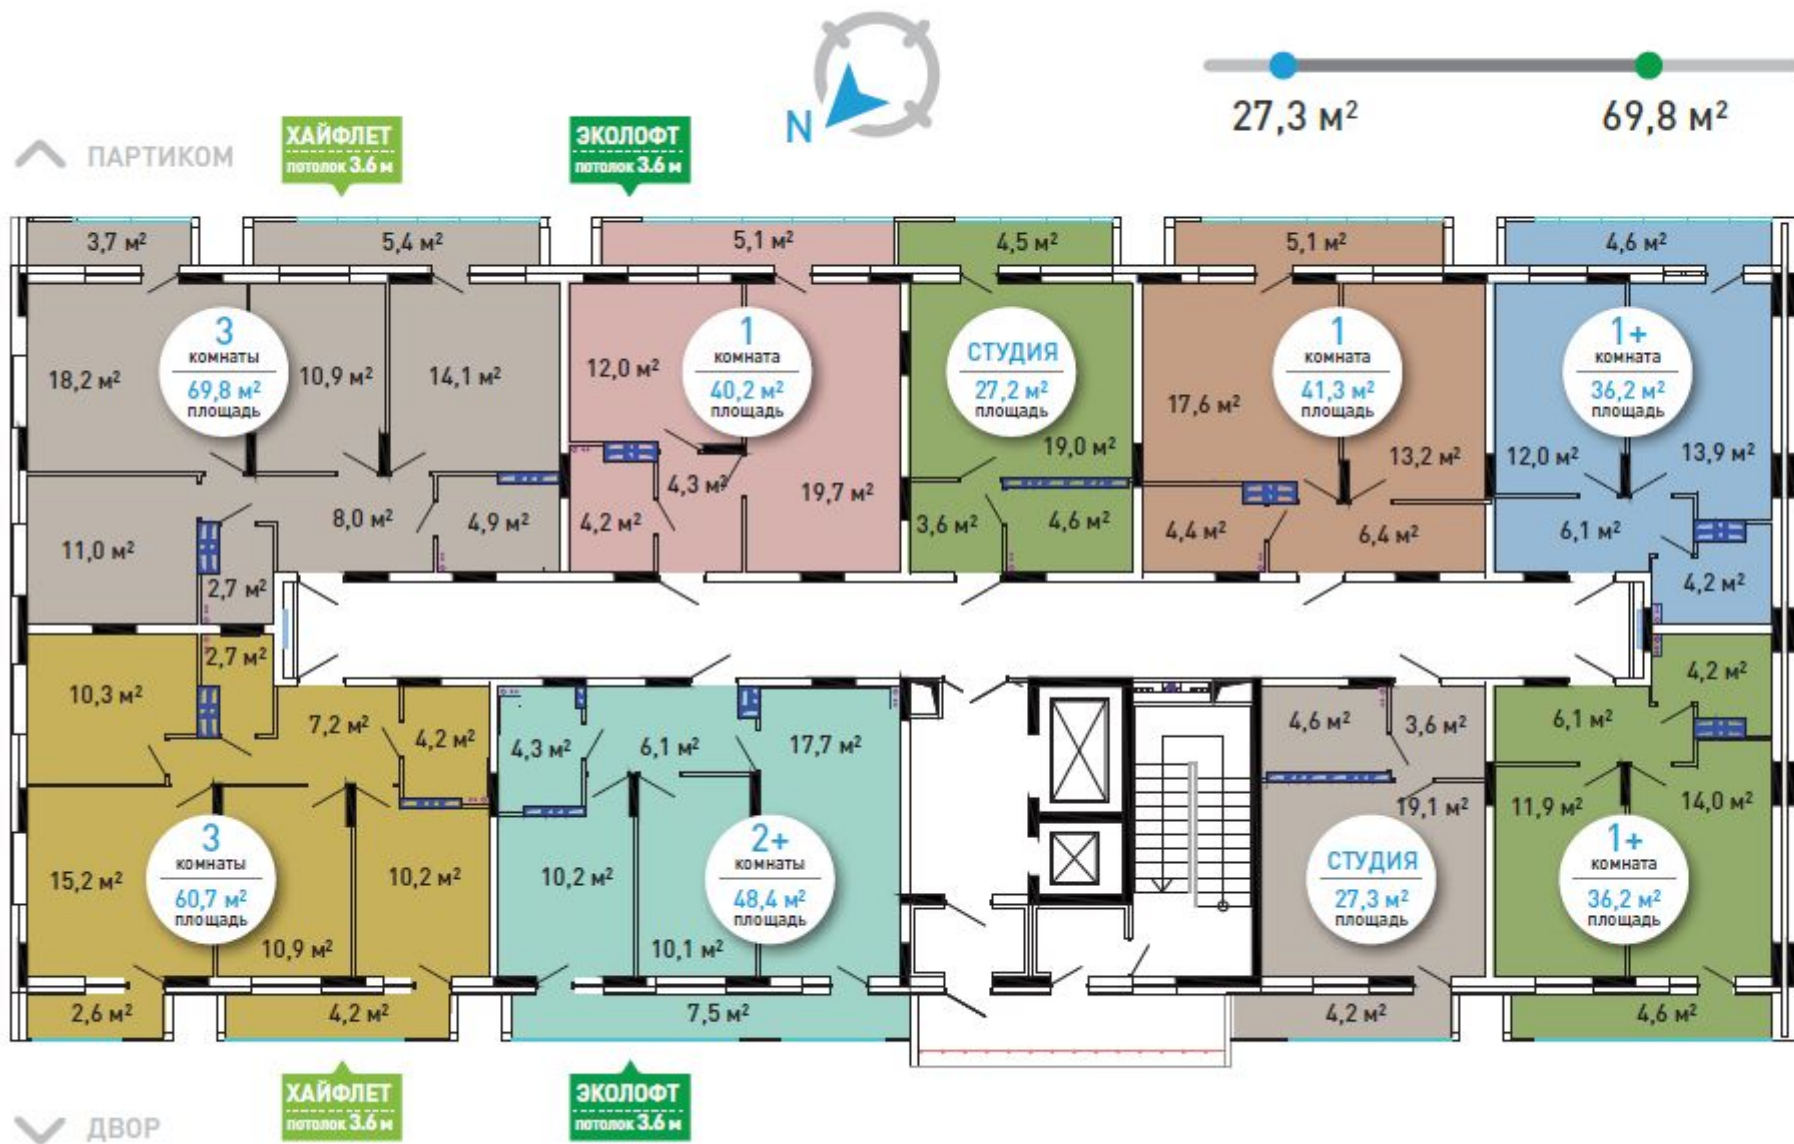 N
27,3 м²
69,8 м²
ПАРТИКОМ
ХАЙФЛЕТ
потолок 3.6 м
ЭКОЛОФТ
потолок 3.6 м
3,7 м²
5,4 м²
5,1 м²
4,5 м²
5,1 м²
4,6 м²
3
комнаты
69,8 м²
площадь
18,2 м²
10,9 м²
14,1 м²
11,0 м²
8,0 м²
4,9 м²
2,7 м²
1
комната
40,2 м²
площадь
12,0 м²
4,3 м²
4,2 м²
19,7 м²
СТУДИЯ
27,2 м²
площадь
19,0 м²
3,6 м²
4,6 м²
1
комната
41,3 м²
площадь
17,6 м²
13,2 м²
4,4 м²
6,4 м²
1+
комната
36,2 м²
площадь
12,0 м²
13,9 м²
6,1 м²
4,2 м²
2,7 м²
10,3 м²
7,2 м²
4,2 м²
3
комнаты
60,7 м²
площадь
15,2 м²
10,2 м²
10,9 м²
2,6 м²
4,2 м²
4,3 м²
6,1 м²
17,7 м²
2+
комнаты
48,4 м²
площадь
10,2 м²
10,1 м²
7,5 м²
4,6 м²
3,6 м²
19,1 м²
СТУДИЯ
27,3 м²
площадь
4,2 м²
4,2 м²
6,1 м²
11,9 м²
14,0 м²
1+
комната
36,2 м²
площадь
4,6 м²
ХАЙФЛЕТ
потолок 3.6 м
ЭКОЛОФТ
потолок 3.6 м
ДВОР